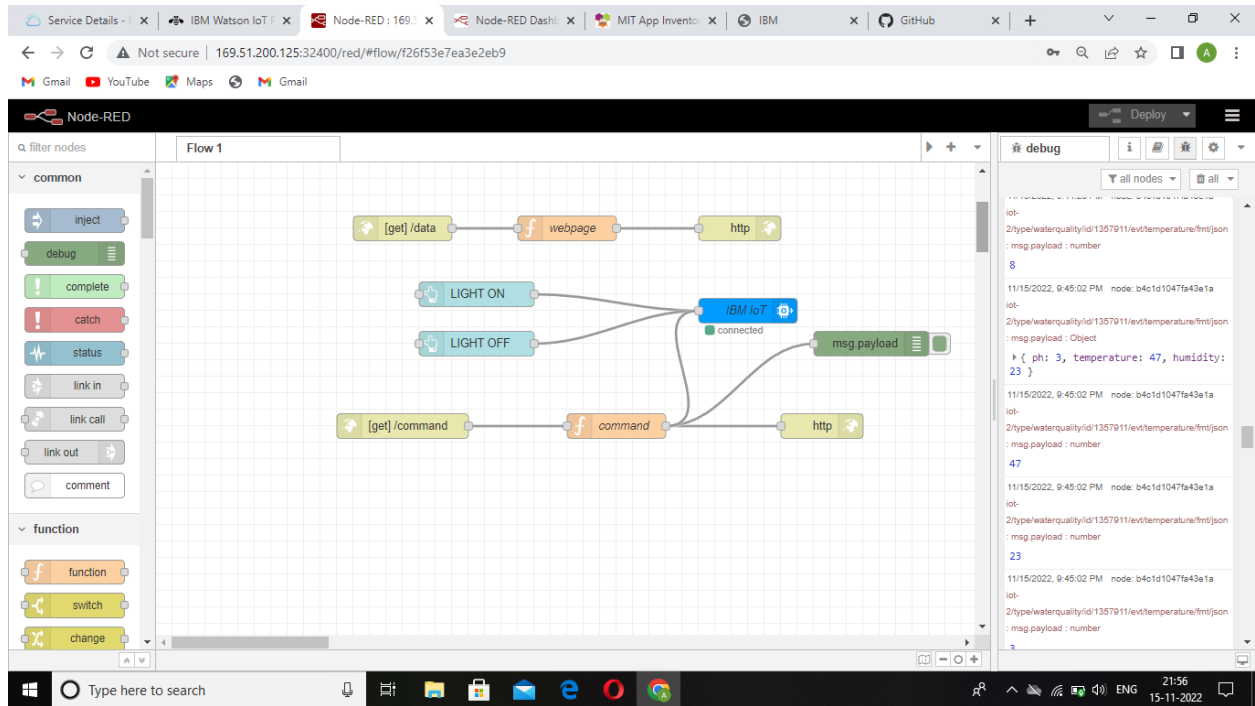 Service Details - I
IBM Watson IoT P
Node-RED : 169.5
Node-RED Dashb
MIT App Inventor
IBM
GitHub
Not secure
169.51.200.125:32400/red/#flow/f26f53e7ea3e2eb9
A
Gmail
YouTube
Maps
Gmail
Node-RED
Deploy
filter nodes
Flow 1
debug
i
common
all nodes
all
inject
debug
complete
catch
status
link in
link call
link out
comment
function
function
switch
change
[get] /data
webpage
http
LIGHT ON
LIGHT OFF
IBM IoT
connected
msg.payload
[get] /command
command
http
iot-
2/type/waterquality/id/1357911/evt/temperature/fmt/json
: msg.payload : number
8
11/15/2022, 9:45:02 PM node: b4c1d1047fa43e1a
iot-
2/type/waterquality/id/1357911/evt/temperature/fmt/json
: msg.payload : Object
{ ph: 3, temperature: 47, humidity:
23 }
11/15/2022, 9:45:02 PM node: b4c1d1047fa43e1a
iot-
2/type/waterquality/id/1357911/evt/temperature/fmt/json
: msg.payload : number
47
11/15/2022, 9:45:02 PM node: b4c1d1047fa43e1a
iot-
2/type/waterquality/id/1357911/evt/temperature/fmt/json
: msg.payload : number
23
11/15/2022, 9:45:02 PM node: b4c1d1047fa43e1a
iot-
2/type/waterquality/id/1357911/evt/temperature/fmt/json
: msg.payload : number
3
Type here to search
ENG
21:56
15-11-2022